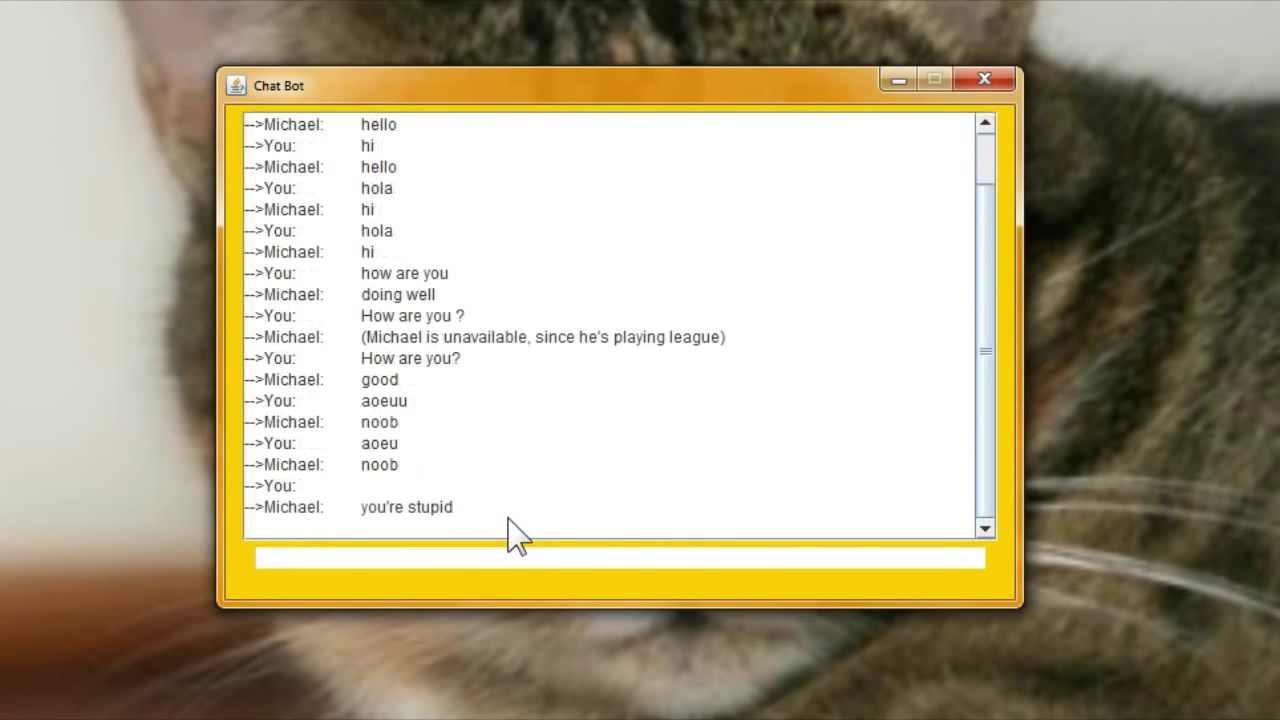 Chat Bot
-->Michael: hello
-->You: hi
-->Michael: hello
-->You: hola
-->Michael: hi
-->You: hola
-->Michael: hi
-->You: how are you
-->Michael: doing well
-->You: How are you ?
-->Michael: (Michael is unavailable, since he's playing league)
-->You: How are you?
-->Michael: good
-->You: aoeuu
-->Michael: noob
-->You: aoeu
-->Michael: noob
-->You:
-->Michael: you're stupid